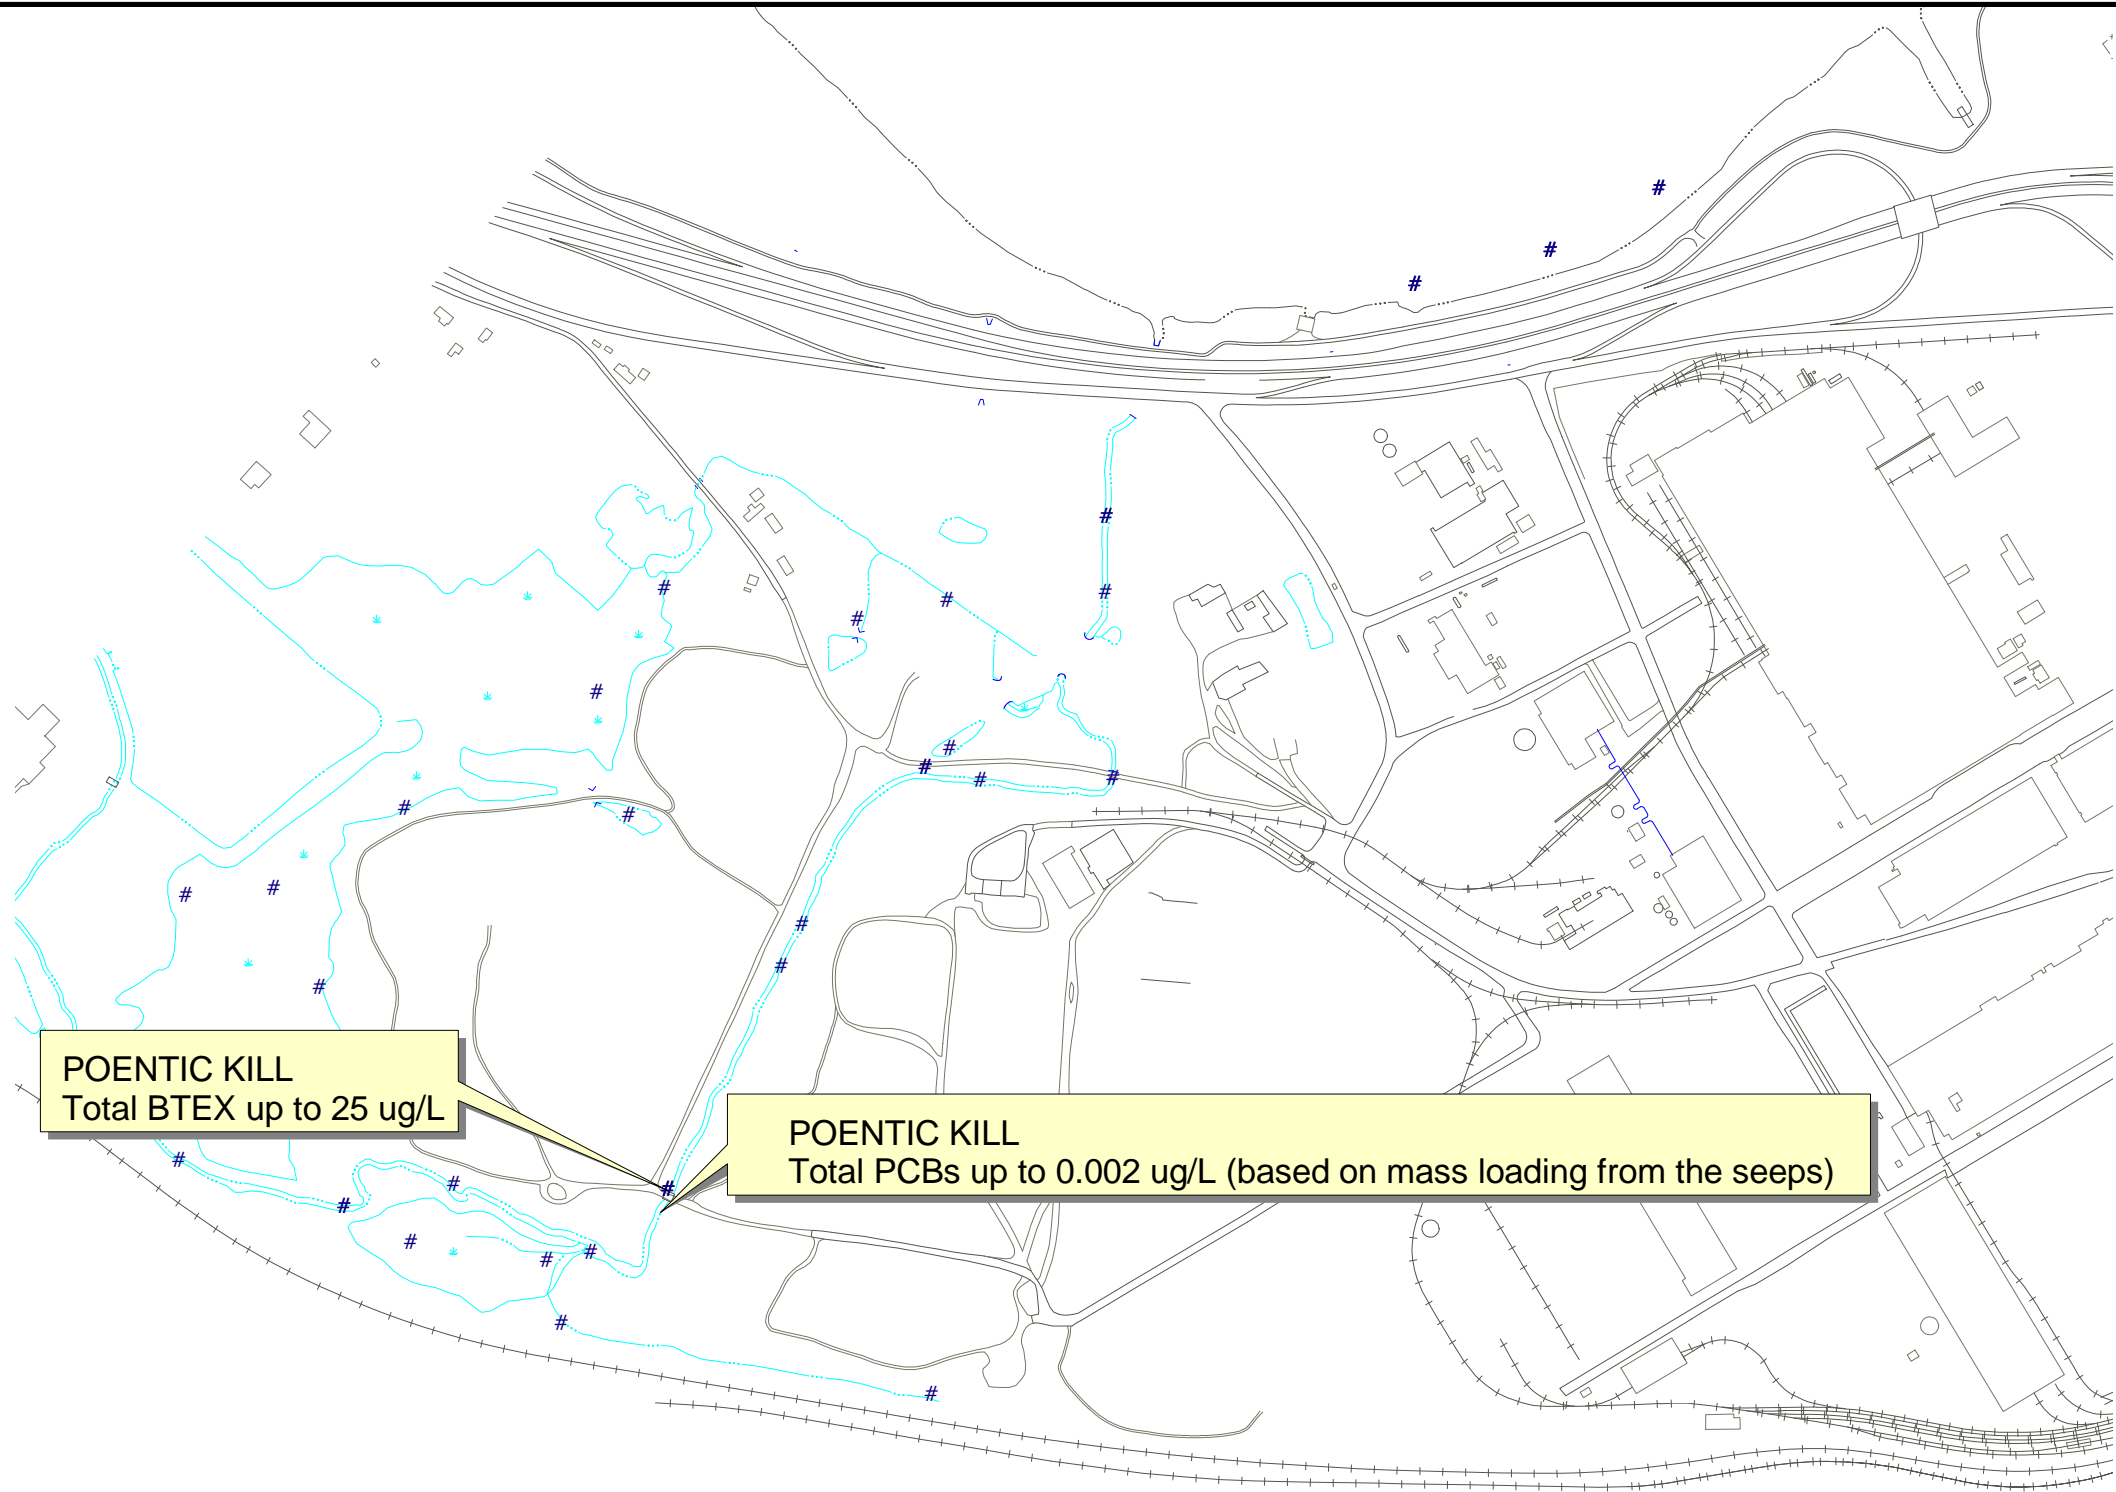 POENTIC KILL
Total BTEX up to 25 ug/L
POENTIC KILL
Total PCBs up to 0.002 ug/L (based on mass loading from the seeps)